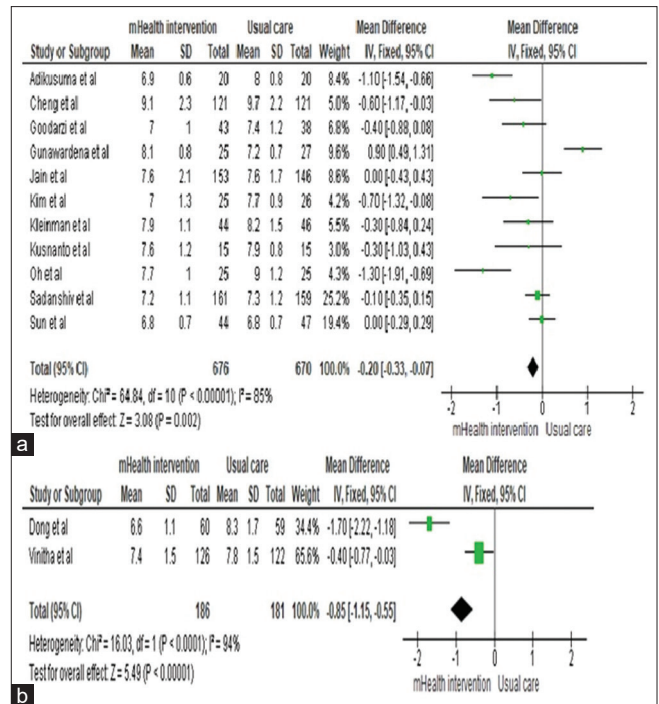 mHealth intervention Usual care Mean Difference Mean Difference
Study or Subgroup Mean SD Total Mean SD Total Weight IV, Fixed, 95% CI IV, Fixed, 95% CI
Adikusuma et al 6.9 0.6 20 8 0.8 20 8.4% -1.10 [-1.54, -0.66]
Cheng et al 9.1 2.3 121 9.7 2.2 121 4.0% -0.60 [-1.17, -0.03]
Goodarzi et al 7 1 43 7.4 1.2 38 6.8% -0.40 [-0.88, 0.08]
Gunawardena et al 8.1 0.8 25 7.2 0.7 27 9.6% 0.90 [0.49, 1.31]
Jain et al 7.6 2.1 153 7.6 1.7 146 8.6% 0.00 [-0.43, 0.43]
Kim et al 7 1.3 25 7.7 0.9 26 4.2% -0.70 [-1.32, -0.08]
Kleinman et al 7.9 1.1 44 8.2 1.5 46 5.5% -0.30 [-0.84, 0.24]
Kusnanto et al 7.6 1.2 15 7.9 0.8 15 3.0% -0.30 [-1.03, 0.43]
Oh et al 7.7 1 25 9 1.2 25 4.3% -1.30 [-1.91, -0.69]
Sadanshiv et al 7.2 1.1 161 7.3 1.2 159 25.2% -0.10 [-0.35, 0.15]
Sun et al 6.8 0.7 44 6.8 0.7 47 19.4% 0.00 [-0.29, 0.29]
Total (95% CI) 676 670 100.0% -0.20 [-0.33, -0.07]
Heterogeneity: Chi² = 64.84, df = 10 (P < 0.00001); I² = 85%
Test for overall effect: Z = 3.08 (P = 0.002)
-2 -1 0 1 2
mHealth intervention Usual care
a
mHealth intervention Usual care Mean Difference Mean Difference
Study or Subgroup Mean SD Total Mean SD Total Weight IV, Fixed, 95% CI IV, Fixed, 95% CI
Dong et al 6.6 1.1 60 8.3 1.7 59 34.4% -1.70 [-2.22, -1.18]
Vinitha et al 7.4 1.5 126 7.8 1.5 122 65.6% -0.40 [-0.77, -0.03]
Total (95% CI) 186 181 100.0% -0.85 [-1.15, -0.55]
Heterogeneity: Chi² = 16.03, df = 1 (P < 0.0001); I² = 94%
Test for overall effect: Z = 5.49 (P < 0.00001)
-2 -1 0 1 2
mHealth intervention Usual care
b